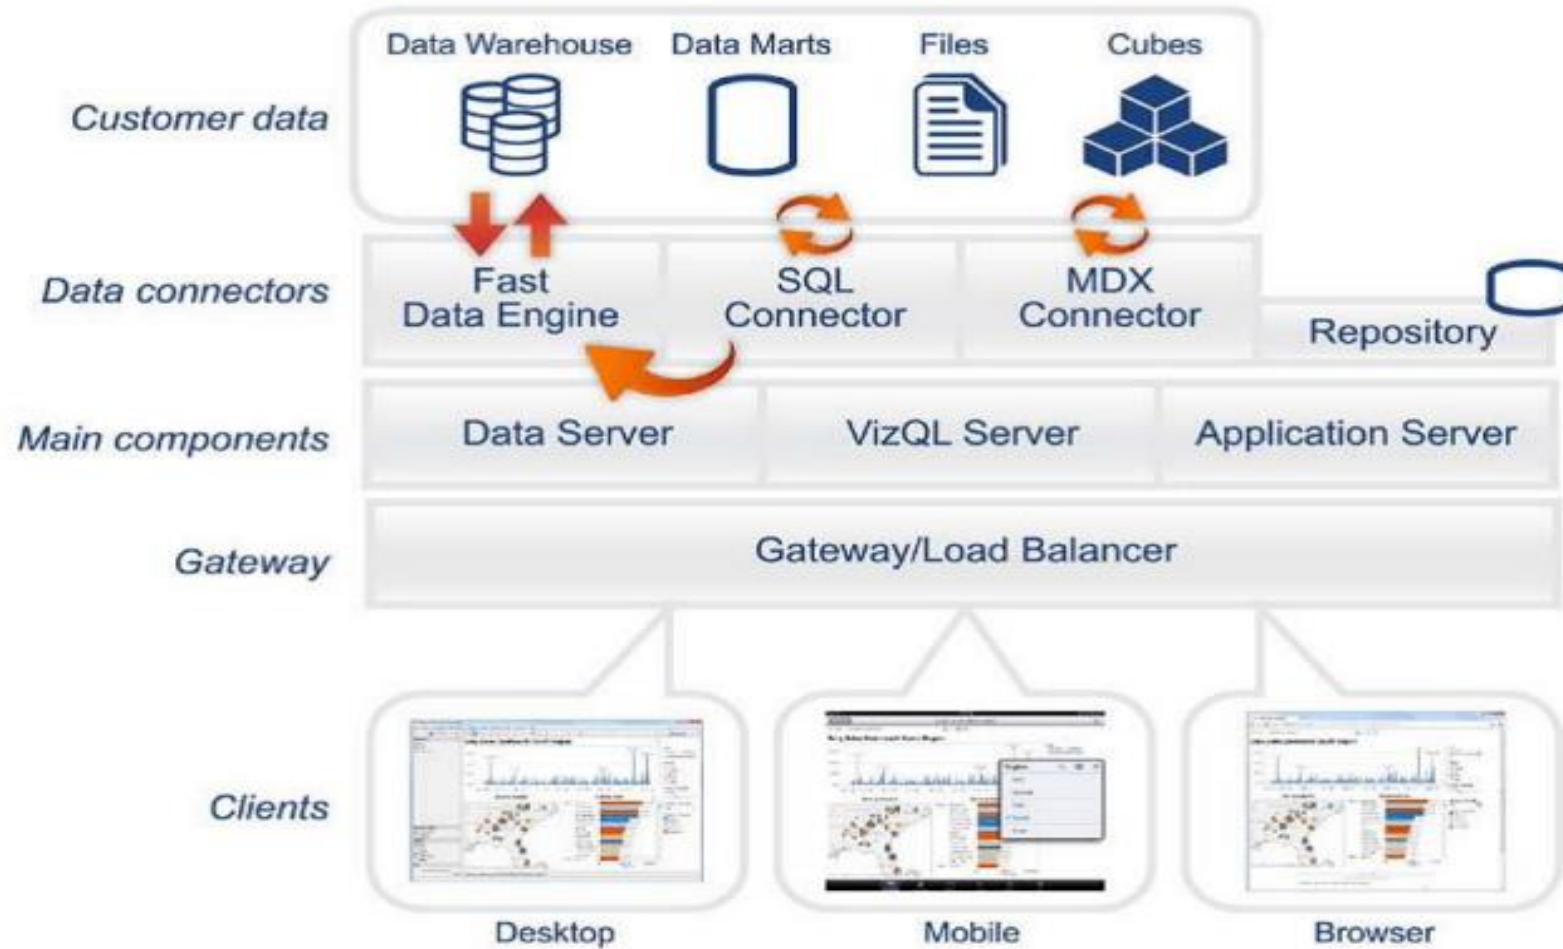 Data Warehouse
Data Marts
Files
Cubes
Customer data
Data connectors
Fast
Data Engine
SQL
Connector
MDX
Connector
Repository
Main components
Data Server
VizQL Server
Application Server
Gateway
Gateway/Load Balancer
Clients
Desktop
Mobile
Browser